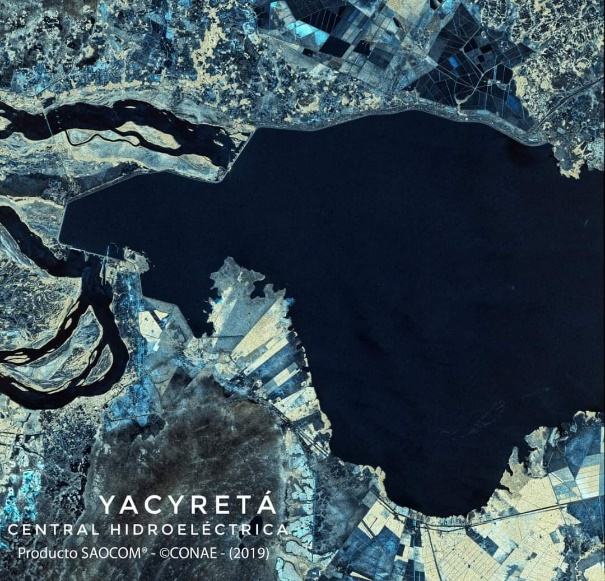 YACYRETÁ
CENTRAL HIDROELÉCTRICA
Producto SAOCOM® - ©CONAE - (2019)